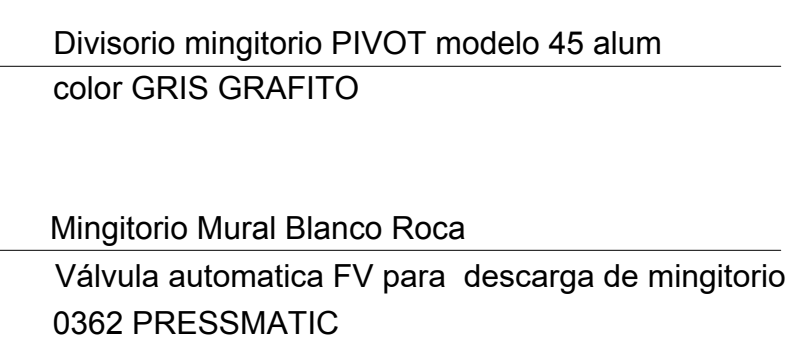 Divisorio mingitorio PIVOT modelo 45 alum
color GRIS GRAFITO
Mingitorio Mural Blanco Roca
Válvula automatica FV para descarga de mingitorio
0362 PRESSMATIC